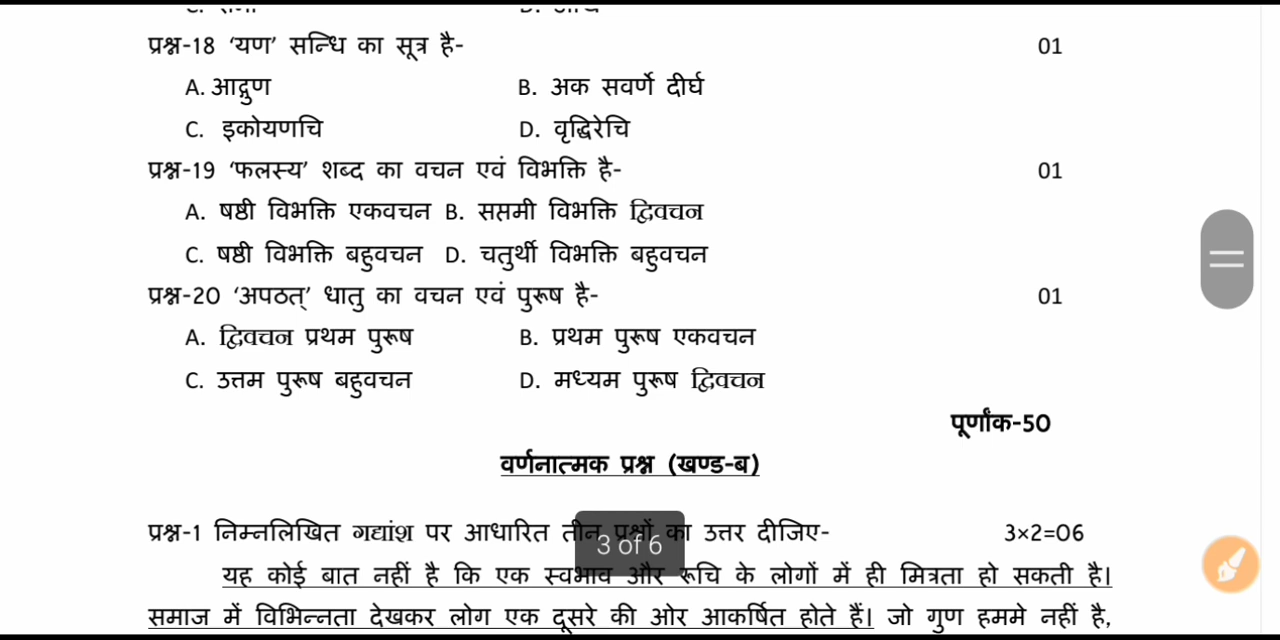 प्रश्न-18 ‘यण’ सन्धि का सूत्र है- 01
A. आद्गुण B. अक सवर्णे दीर्घ
C. इकोयणचि D. वृद्धिरेचि
प्रश्न-19 ‘फलस्य’ शब्द का वचन एवं विभक्ति है- 01
A. षष्ठी विभक्ति एकवचन B. सप्तमी विभक्ति द्विवचन
C. षष्ठी विभक्ति बहुवचन D. चतुर्थी विभक्ति बहुवचन
प्रश्न-20 ‘अपठत्’ धातु का वचन एवं पुरूष है- 01
A. द्विवचन प्रथम पुरूष B. प्रथम पुरूष एकवचन
C. उत्तम पुरूष बहुवचन D. मध्यम पुरूष द्विवचन
पूर्णांक-50
वर्णनात्मक प्रश्न (खण्ड-ब)
प्रश्न-1 निम्नलिखित गद्यांश पर आधारित तीन प्रश्नों का उत्तर दीजिए- 3×2=06
3 of 6
यह कोई बात नहीं है कि एक स्वभाव और रूचि के लोगों में ही मित्रता हो सकती है।
समाज में विभिन्नता देखकर लोग एक दूसरे की ओर आकर्षित होते हैं। जो गुण हममे नहीं है,